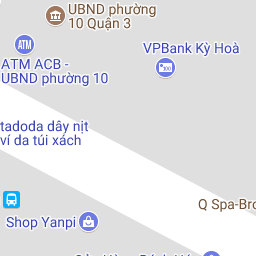 UBND phường
10 Quận 3
VPBank Kỳ Hoà
ATM
ATM ACB -
UBND phường 10
tadoda dây nịt
ví da túi xách
Q Spa-Bro
Shop Yanpi